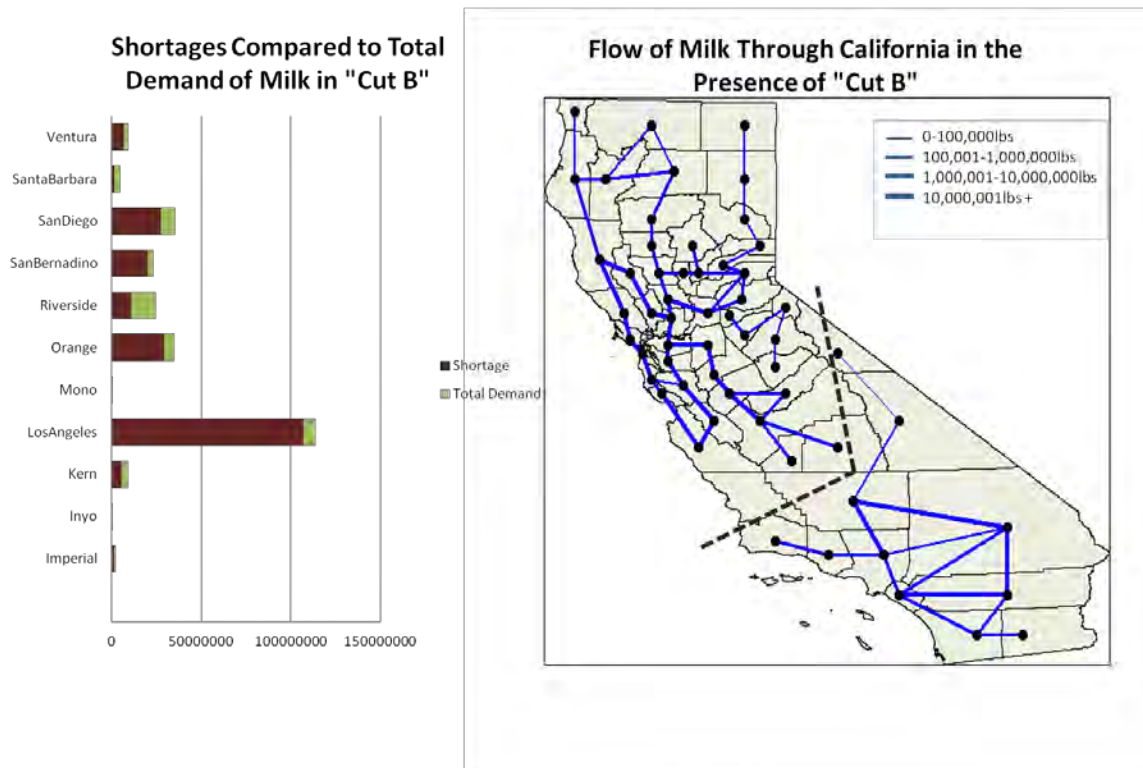 Shortages Compared to Total
Demand of Milk in "Cut B"
Ventura
SantaBarbara
SanDiego
SanBernadino
Riverside
Orange
Mono
LosAngeles
Kern
Inyo
Imperial
0
50000000
100000000
150000000
Shortage
Total Demand
Flow of Milk Through California in the
Presence of "Cut B"
0-100,000lbs
100,001-1,000,000lbs
1,000,001-10,000,000lbs
10,000,001lbs +